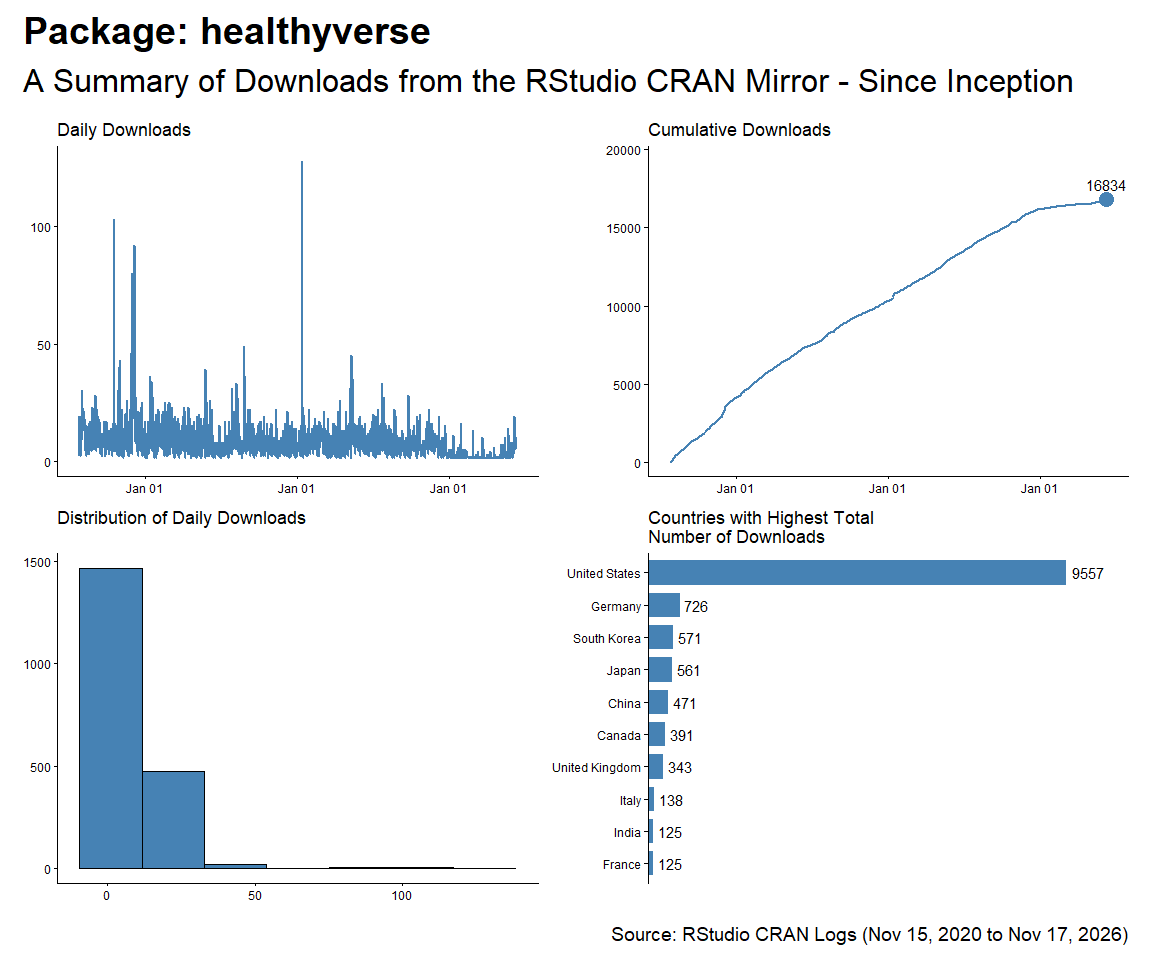 Package: healthyverse
A Summary of Downloads from the RStudio CRAN Mirror - Since Inception
Daily Downloads
100
50
0
Jan 01 Jan 01 Jan 01
Cumulative Downloads
20000
15000
10000
5000
0
16834
Jan 01 Jan 01 Jan 01
Distribution of Daily Downloads
1500
1000
500
0
0 50 100
Countries with Highest Total
Number of Downloads
United States 9557
Germany 726
South Korea 571
Japan 561
China 471
Canada 391
United Kingdom 343
Italy 138
India 125
France 125
Source: RStudio CRAN Logs (Nov 15, 2020 to Nov 17, 2026)